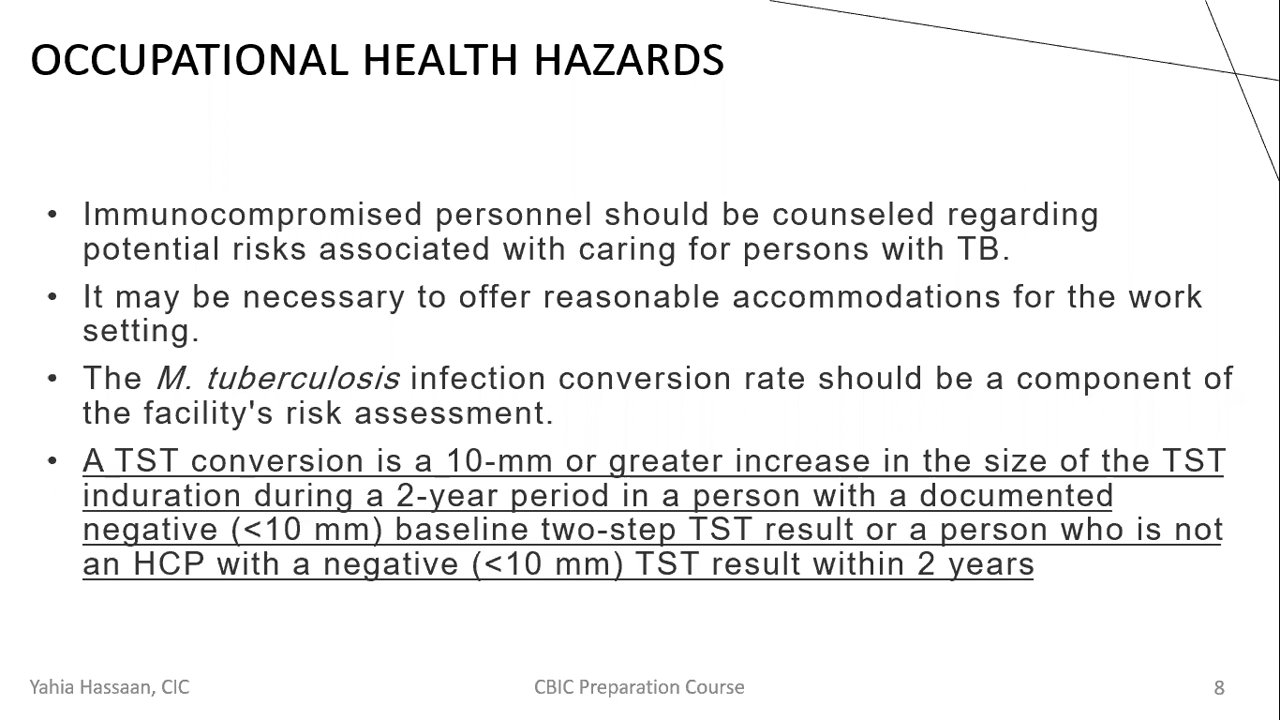 OCCUPATIONAL HEALTH HAZARDS
• Immunocompromised personnel should be counseled regarding
potential risks associated with caring for persons with TB.
• It may be necessary to offer reasonable accommodations for the work
setting.
• The M. tuberculosis infection conversion rate should be a component of
the facility's risk assessment.
• A TST conversion is a 10-mm or greater increase in the size of the TST
induration during a 2-year period in a person with a documented
negative (<10 mm) baseline two-step TST result or a person who is not
an HCP with a negative (<10 mm) TST result within 2 years
Yahia Hassaan, CIC
CBIC Preparation Course
8